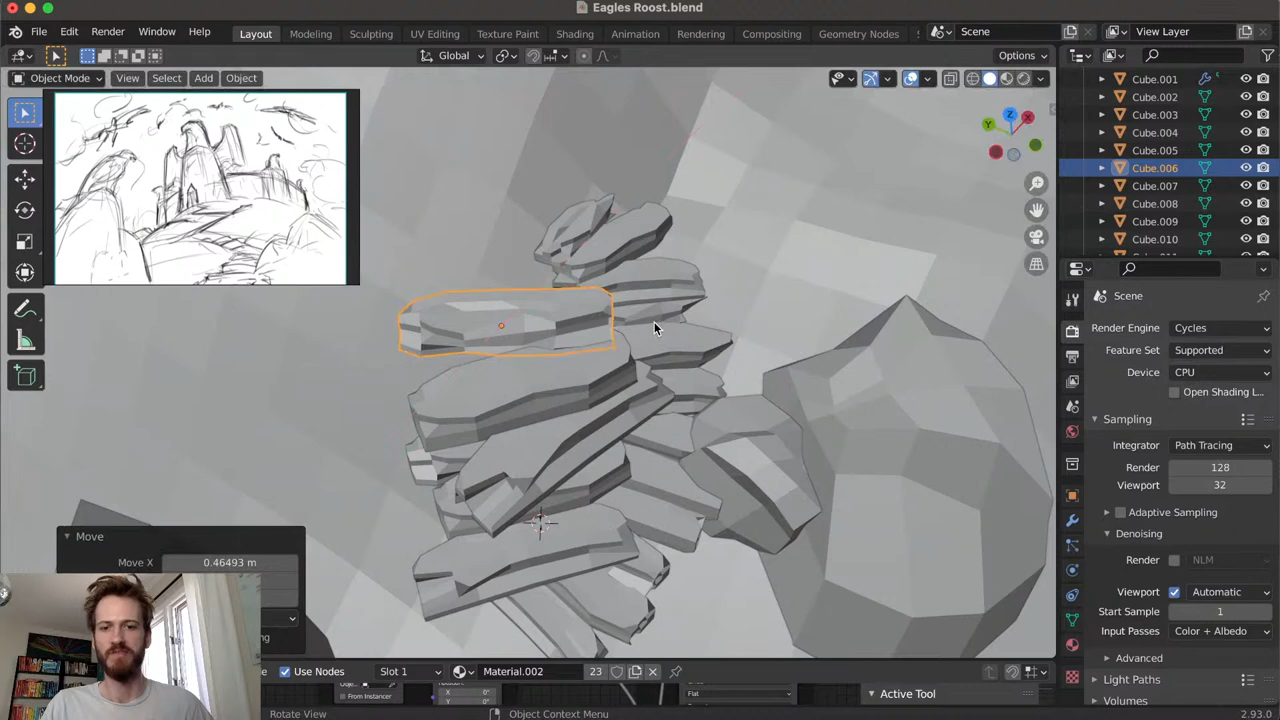 Eagles Roost.blend
File Edit Render Window Help Layout Modeling Sculpting UV Editing Texture Paint Shading Animation Rendering Compositing Geometry Nodes Scene View Layer
Global Options
Object Mode View Select Add Object
Cube.001
Cube.002
Cube.003
Cube.004
Cube.005
Cube.006
Cube.007
Cube.008
Cube.009
Cube.010
Scene
Render Engine Cycles
Feature Set Supported
Device CPU
Open Shading L...
Sampling
Integrator Path Tracing
Render 128
Viewport 32
Adaptive Sampling
Denoising
Render NLM
Viewport Automatic
Start Sample 1
Input Passes Color + Albedo
Advanced
Light Paths
Volumes
Move
Move X 0.46493 m
Use Nodes Slot 1 Material.002 23
From Instancer
X 0°
Y 0°
Flat
Active Tool
Rotate View Object Context Menu 2.93.0